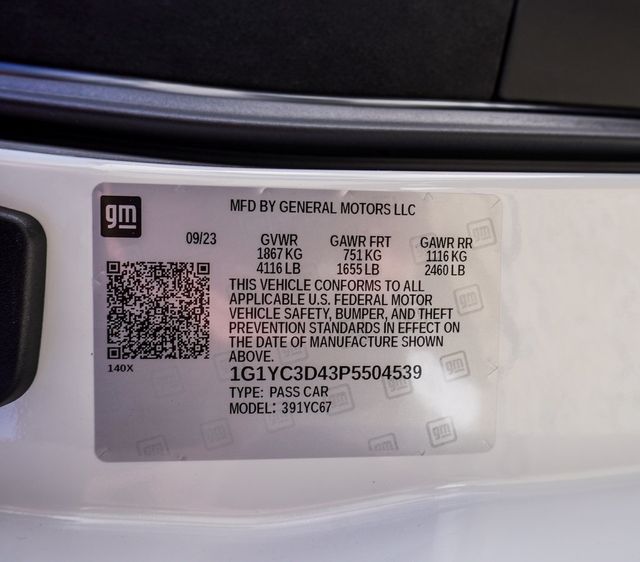 gm
MFD BY GENERAL MOTORS LLC
09/23 GVWR GAWR FRT GAWR RR
1867 KG 751 KG 1116 KG
4116 LB 1655 LB 2460 LB
THIS VEHICLE CONFORMS TO ALL
APPLICABLE U.S. FEDERAL MOTOR
VEHICLE SAFETY, BUMPER, AND THEFT
PREVENTION STANDARDS IN EFFECT ON
THE DATE OF MANUFACTURE SHOWN
ABOVE.
140X
1G1YC3D43P5504539
TYPE: PASS CAR
MODEL: 391YC67